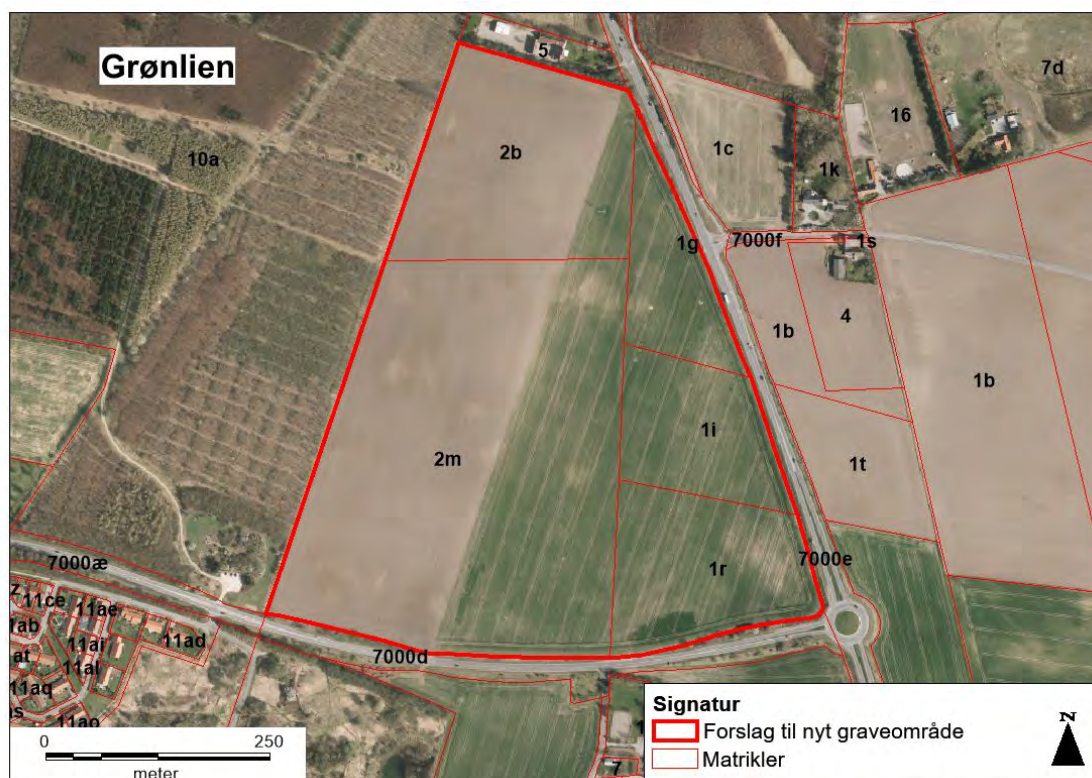 Grønlien
5
7d
16
10a
2b
1c
1k
1g
7000f
1s
1b
4
1b
2m
1i
1t
7000æ
7000e
1r
z
11ce
11ae
11ab
11ai
11ad
at
11al
7000d
11aq
11ao
7
Signatur
Forslag til nyt graveområde
Matrikler
N
0
250
meter